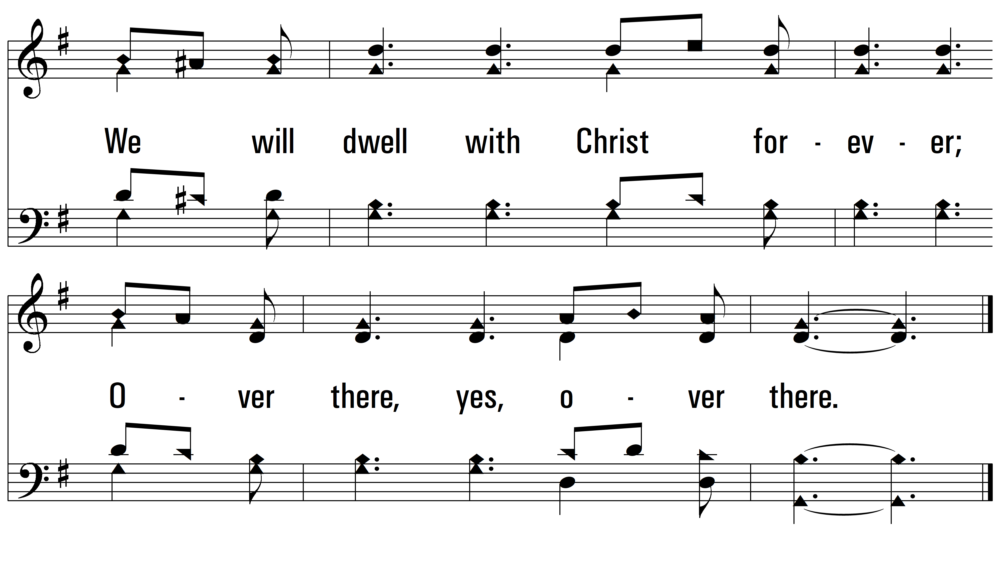 We will dwell with Christ for - ev - er;
O - ver there, yes, o - ver there.